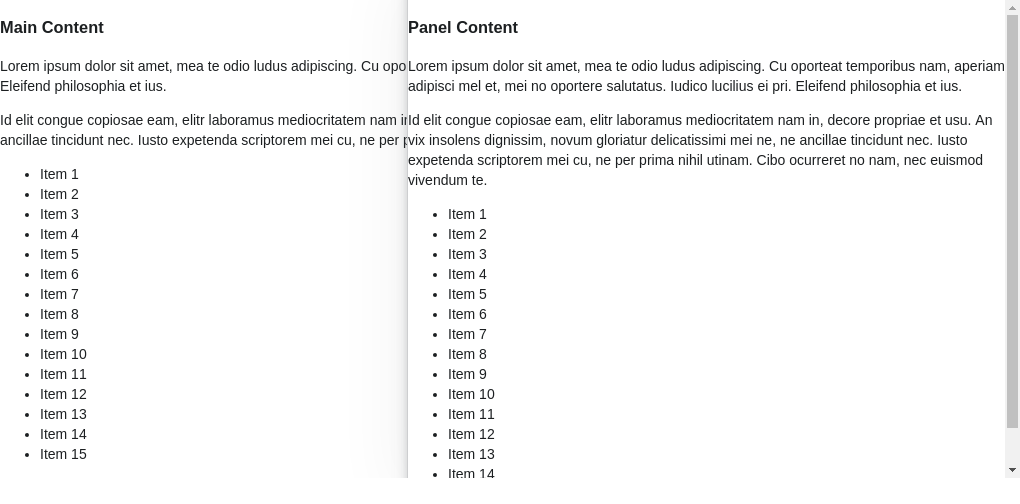 Main Content
Lorem ipsum dolor sit amet, mea te odio ludus adipiscing. Cu
Eleifend philosophia et ius.
Id elit congue copiosae eam, elitr laboramus mediocritatem nam
ancillae tincidunt nec. Iusto expetenda scriptorem mei cu, ne per
• Item 1
• Item 2
• Item 3
• Item 4
• Item 5
• Item 6
• Item 7
• Item 8
• Item 9
• Item 10
• Item 11
• Item 12
• Item 13
• Item 14
• Item 15
Panel Content
Lorem ipsum dolor sit amet, mea te odio ludus adipiscing. Cu oporteat temporibus nam, aperiam
adipisci mel et, mei no oportere salutatus. Iudico lucilius ei pri. Eleifend philosophia et ius.
Id elit congue copiosae eam, elitr laboramus mediocritatem nam in, decore propriae et usu. An
vix insolens dignissim, novum gloriatur delicatissimi mei ne, ne ancillae tincidunt nec. Iusto
expetenda scriptorem mei cu, ne per prima nihil utinam. Cibo ocurreret no nam, nec euismod
vivendum te.
• Item 1
• Item 2
• Item 3
• Item 4
• Item 5
• Item 6
• Item 7
• Item 8
• Item 9
• Item 10
• Item 11
• Item 12
• Item 13
• Item 14